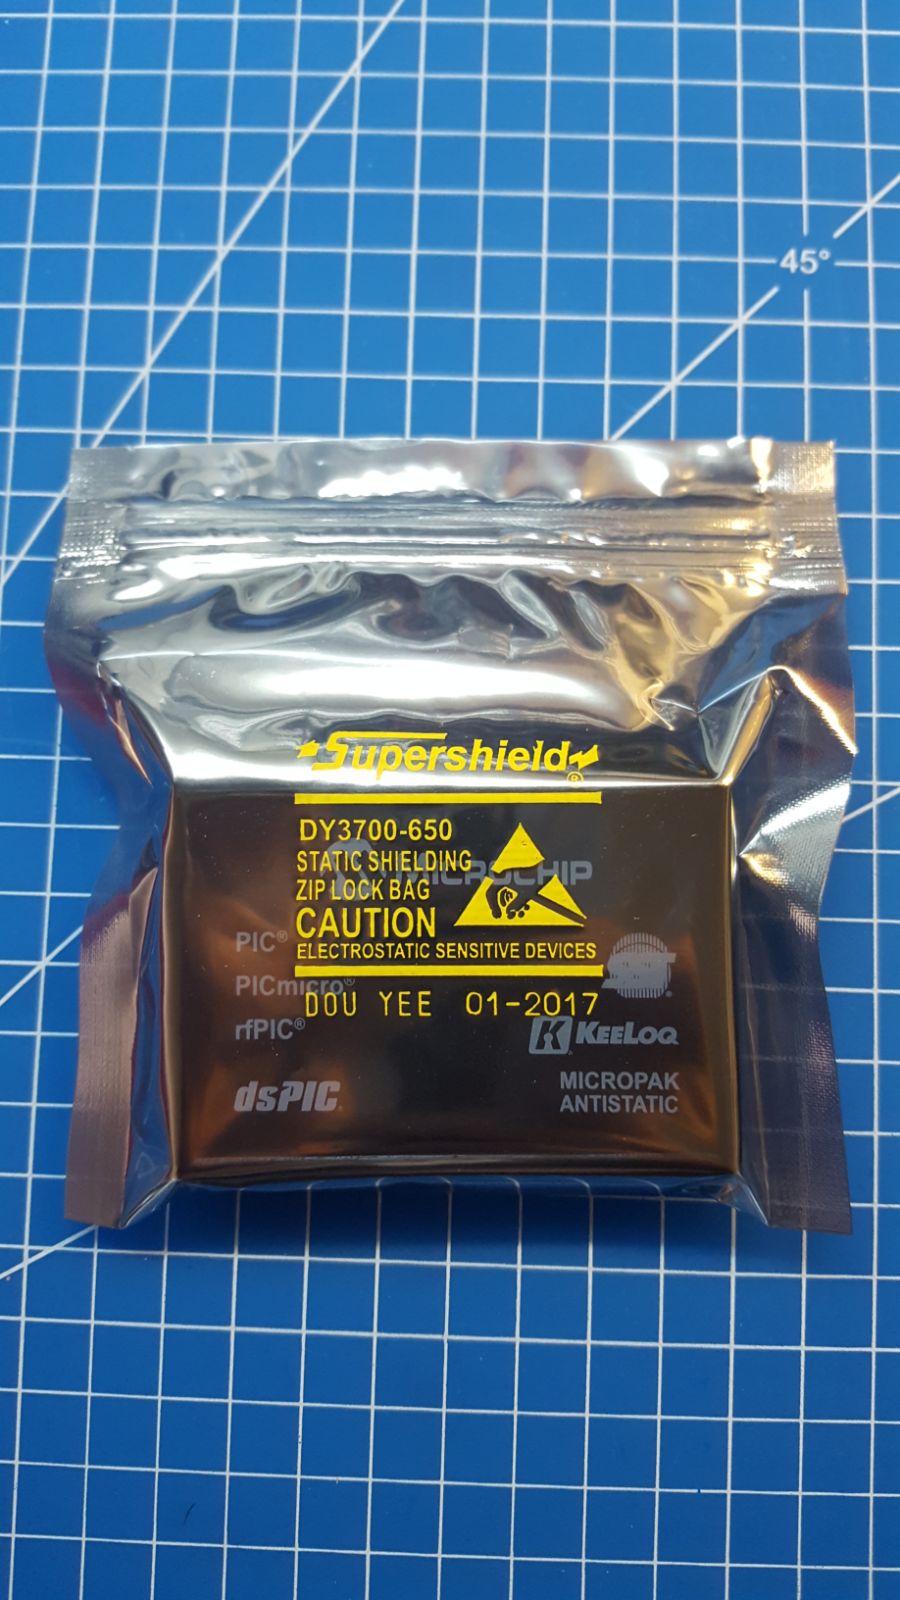 45°
Supershield®
DY3700-650
STATIC SHIELDING
ZIP LOCK BAG
CAUTION
ELECTROSTATIC SENSITIVE DEVICES
DOU YEE 01-2017
MICROCHIP
PIC®
PICmicro®
rfPIC®
dsPIC
SST
KEELOQ
MICROPAK
ANTISTATIC